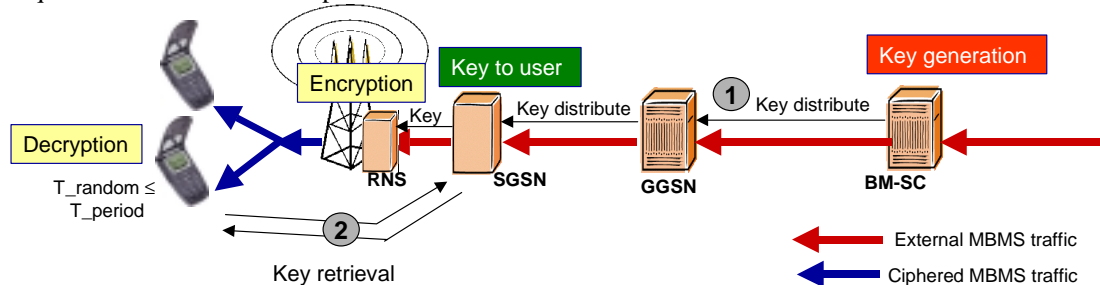 Key generation
Key to user
Encryption
1
Key distribute
Key distribute
Key
Decryption
RNS
SGSN
GGSN
BM-SC
T_random ≤
T_period
2
External MBMS traffic
Key retrieval
Ciphered MBMS traffic